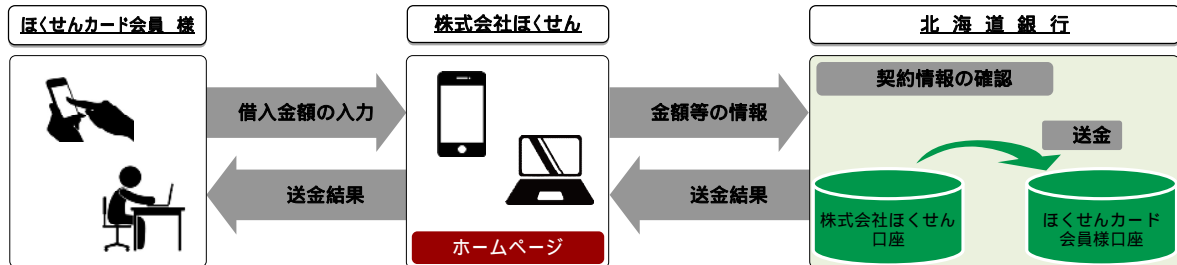 ほくせんカード会員 様
株式会社ほくせん
北 海 道 銀 行
借入金額の入力
送金結果
ホームページ
金額等の情報
送金結果
契約情報の確認
送金
株式会社ほくせん
口座
ほくせんカード
会員様口座